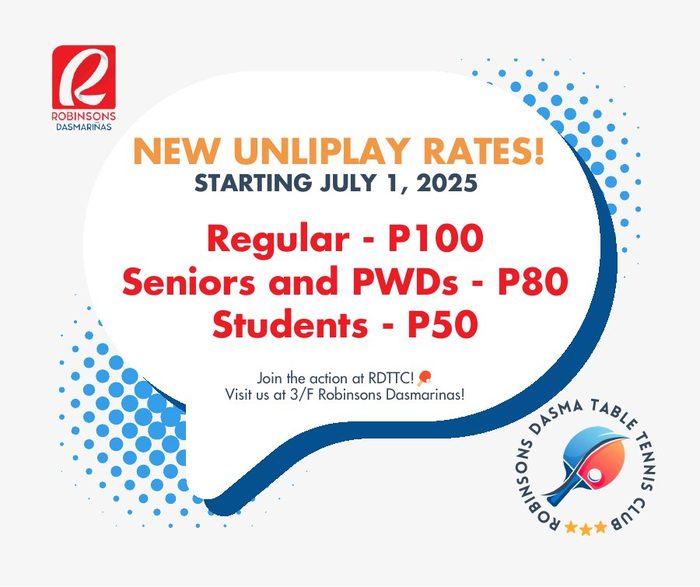 ROBINSONS
DASMARIÑAS
NEW UNLIPLAY RATES!
STARTING JULY 1, 2025
Regular - P100
Seniors and PWDs - P80
Students - P50
Join the action at RDTTC!🏓
Visit us at 3/F Robinsons Dasmarinas!
ROBINSONS DASMA TABLE TENNIS CLUB